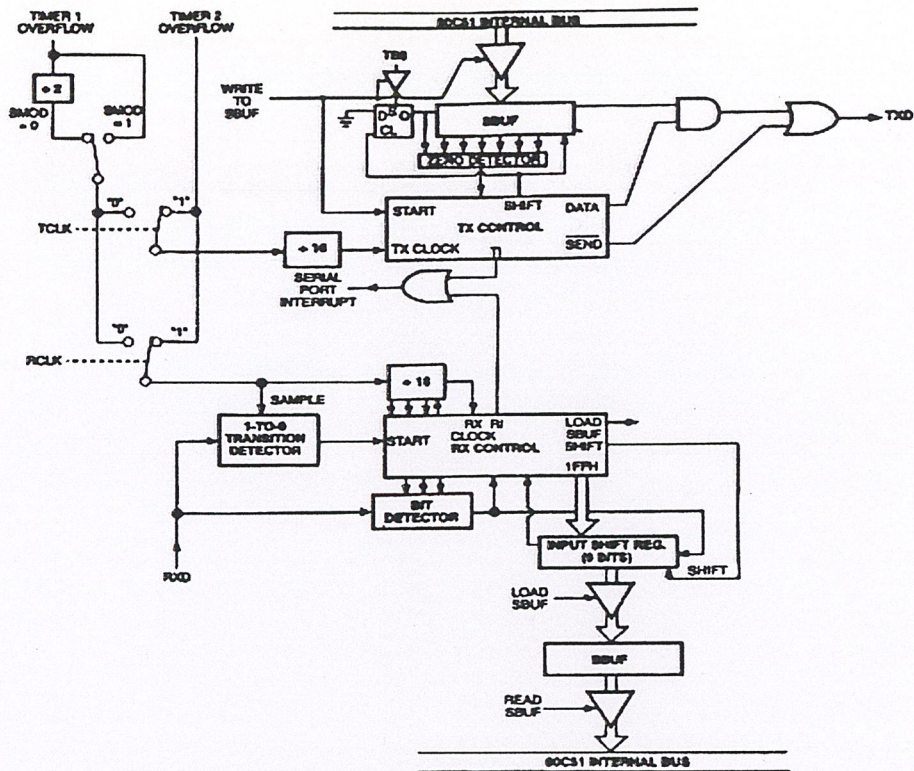 TIMER 1
OVERFLOW
TIMER 2
OVERFLOW
80C51 INTERNAL BUS
TB8
÷ 2
SMOD
= 0
SMOD
= 1
WRITE
TO
SBUF
D S Q
CL
SBUF
TXD
ZERO DETECTOR
"0"
"1"
TCLK
START
SHIFT
DATA
TX CONTROL
TX CLOCK
TI
SEND
÷ 16
SERIAL
PORT
INTERRUPT
"0"
"1"
RCLK
SAMPLE
÷ 16
1-TO-0
TRANSITION
DETECTOR
START
RX
CLOCK
RI
RX CONTROL
LOAD
SBUF
SHIFT
1FFH
BIT
DETECTOR
RXD
INPUT SHIFT REG.
(9 BITS)
SHIFT
LOAD
SBUF
SBUF
READ
SBUF
80C51 INTERNAL BUS